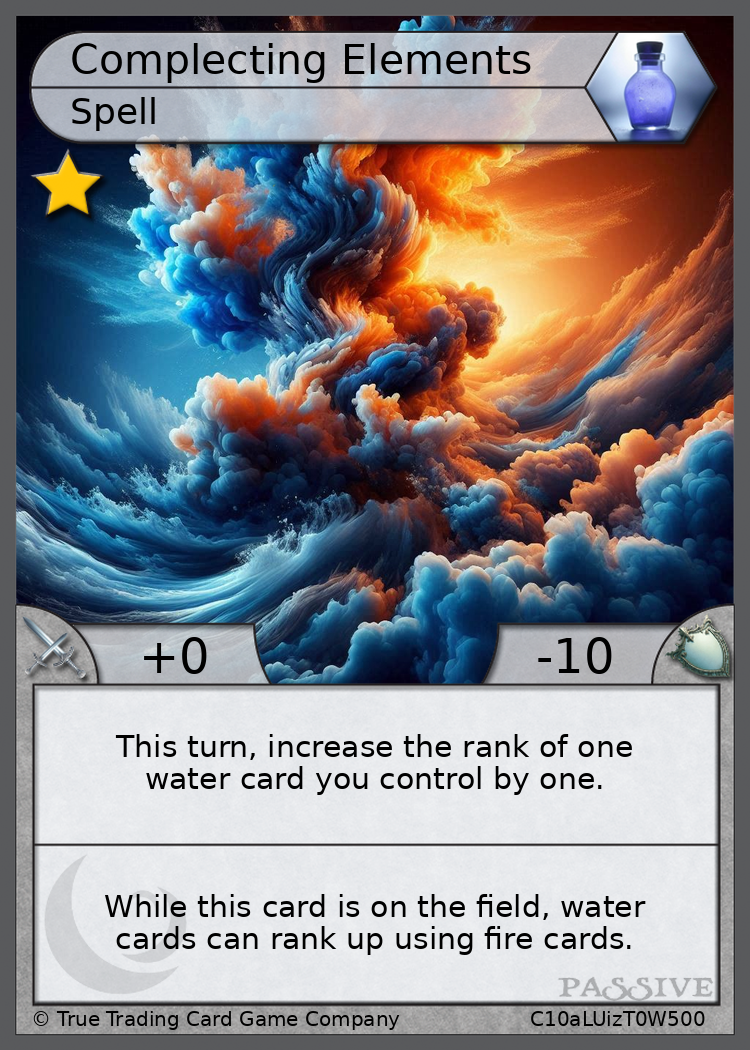 Complecting Elements
Spell
+0
-10
This turn, increase the rank of one
water card you control by one.
While this card is on the field, water
cards can rank up using fire cards.
PASSIVE
© True Trading Card Game Company
C10aLUizT0W500